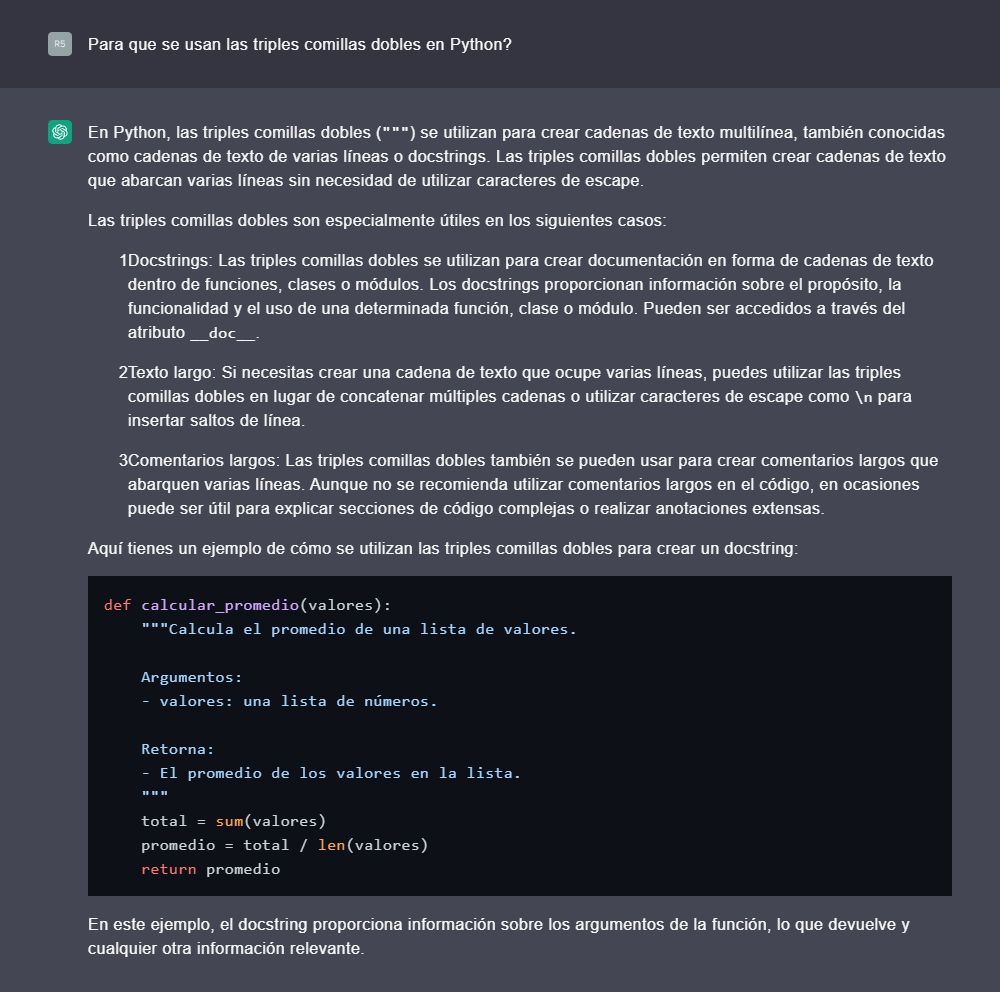 RS
Para que se usan las triples comillas dobles en Python?
En Python, las triples comillas dobles (""") se utilizan para crear cadenas de texto multilínea, también conocidas
como cadenas de texto de varias líneas o docstrings. Las triples comillas dobles permiten crear cadenas de texto
que abarcan varias líneas sin necesidad de utilizar caracteres de escape.
Las triples comillas dobles son especialmente útiles en los siguientes casos:
1Docstrings: Las triples comillas dobles se utilizan para crear documentación en forma de cadenas de texto
dentro de funciones, clases o módulos. Los docstrings proporcionan información sobre el propósito, la
funcionalidad y el uso de una determinada función, clase o módulo. Pueden ser accedidos a través del
atributo __doc__.
2Texto largo: Si necesitas crear una cadena de texto que ocupe varias líneas, puedes utilizar las triples
comillas dobles en lugar de concatenar múltiples cadenas o utilizar caracteres de escape como \n para
insertar saltos de línea.
3Comentarios largos: Las triples comillas dobles también se pueden usar para crear comentarios largos que
abarquen varias líneas. Aunque no se recomienda utilizar comentarios largos en el código, en ocasiones
puede ser útil para explicar secciones de código complejas o realizar anotaciones extensas.
Aquí tienes un ejemplo de cómo se utilizan las triples comillas dobles para crear un docstring:
def calcular_promedio(valores):
    """Calcula el promedio de una lista de valores.
    Argumentos:
    - valores: una lista de números.
    Retorna:
    - El promedio de los valores en la lista.
    """
    total = sum(valores)
    promedio = total / len(valores)
    return promedio
En este ejemplo, el docstring proporciona información sobre los argumentos de la función, lo que devuelve y
cualquier otra información relevante.